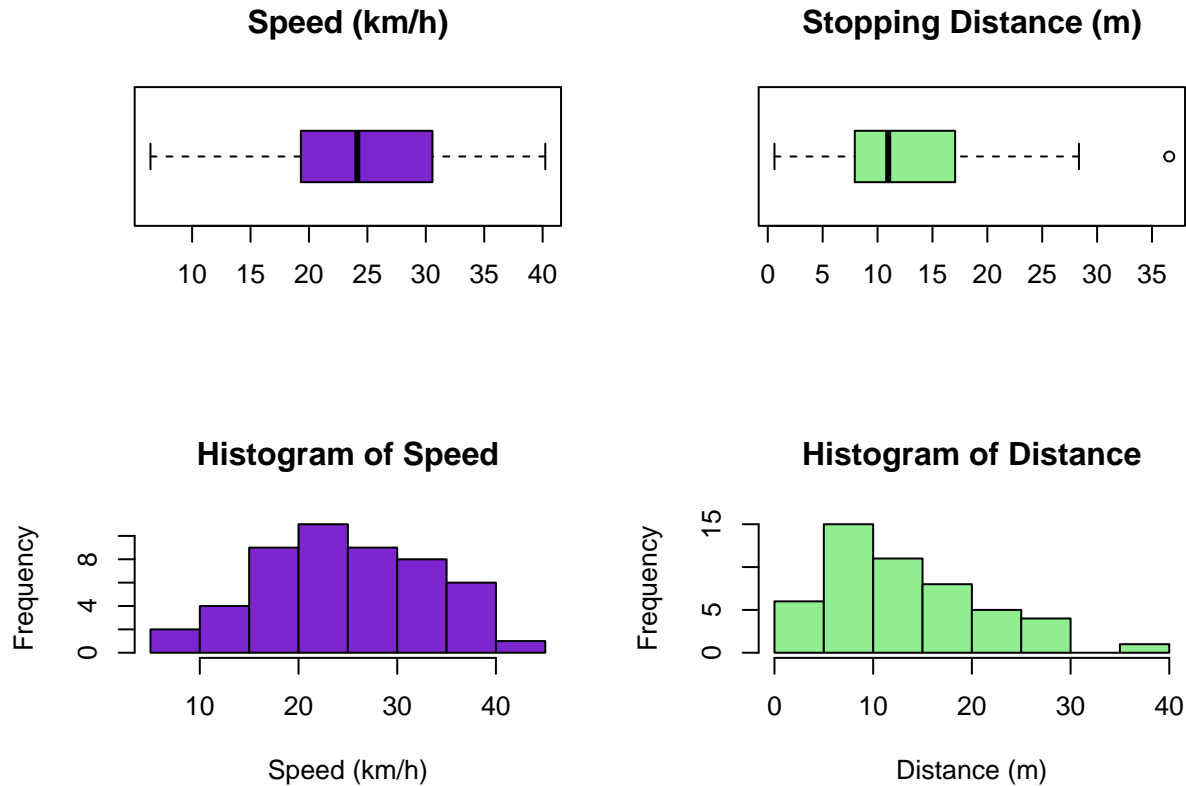 Speed (km/h)
10 15 20 25 30 35 40
Stopping Distance (m)
0 5 10 15 20 25 30 35
Histogram of Speed
Frequency
0 4 8
10 20 30 40
Speed (km/h)
Histogram of Distance
Frequency
0 5 15
0 10 20 30 40
Distance (m)